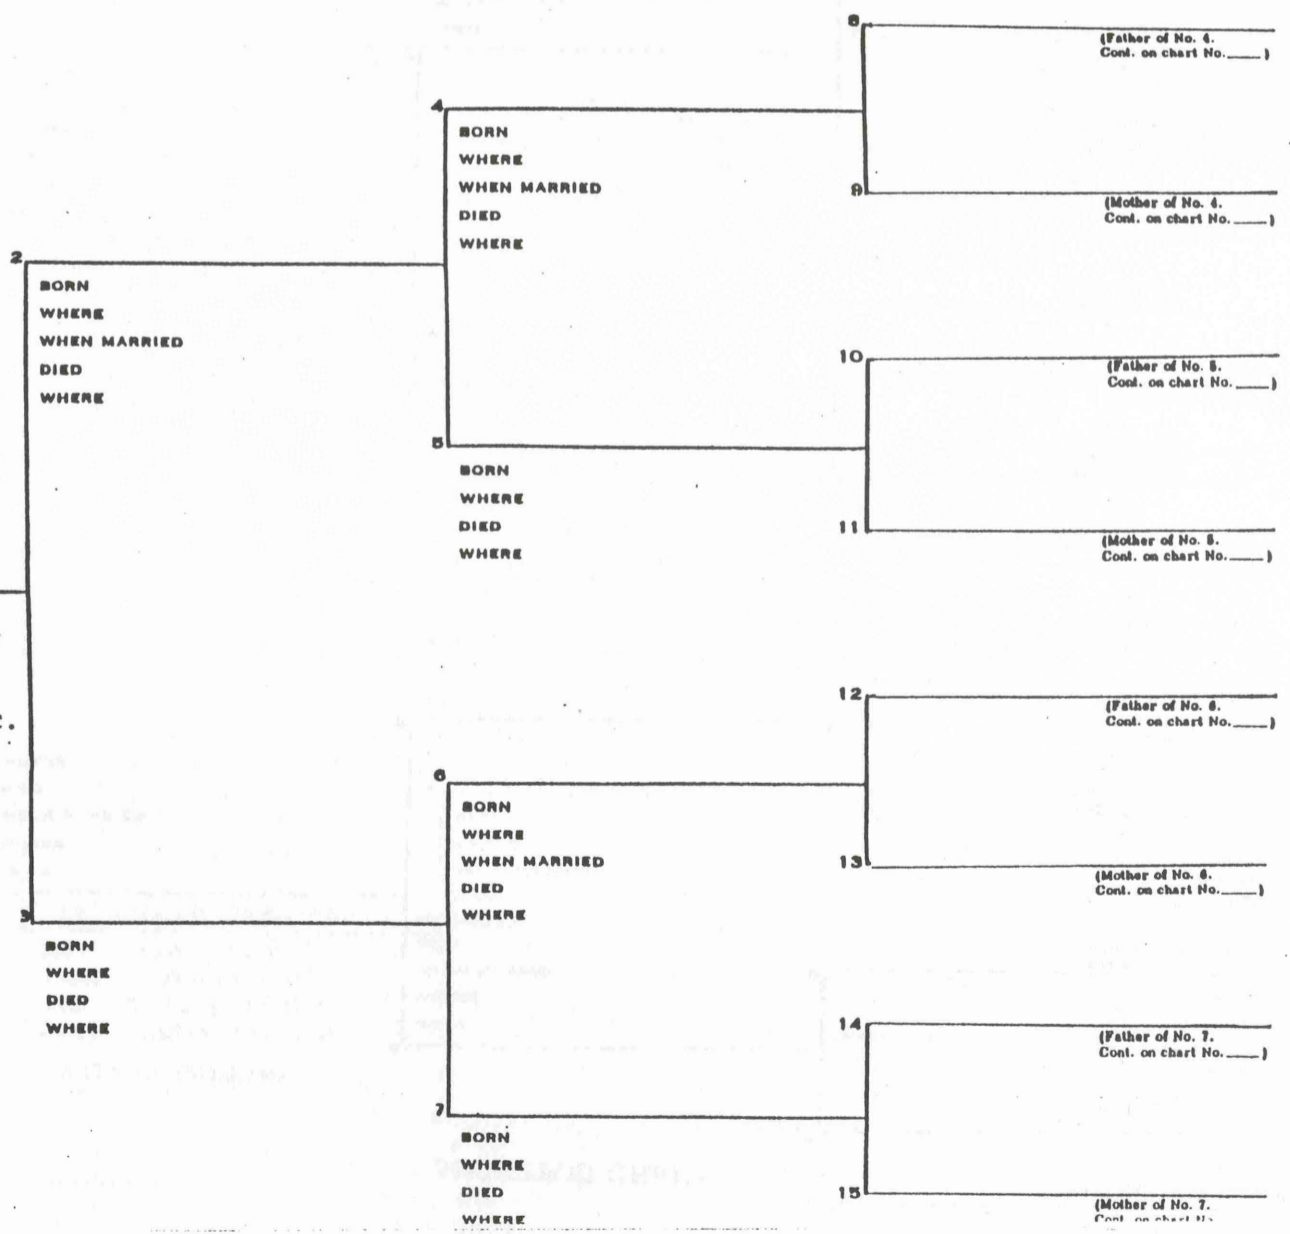 2
BORN
WHERE
WHEN MARRIED
DIED
WHERE
3
BORN
WHERE
DIED
WHERE
4
BORN
WHERE
WHEN MARRIED
DIED
WHERE
5
BORN
WHERE
DIED
WHERE
6
BORN
WHERE
WHEN MARRIED
DIED
WHERE
7
BORN
WHERE
DIED
WHERE
8
(Father of No. 4.
Cont. on chart No.____)
9
(Mother of No. 4.
Cont. on chart No.____)
10
(Father of No. 5.
Cont. on chart No.____)
11
(Mother of No. 5.
Cont. on chart No.____)
12
(Father of No. 6.
Cont. on chart No.____)
13
(Mother of No. 6.
Cont. on chart No.____)
14
(Father of No. 7.
Cont. on chart No.____)
15
(Mother of No. 7.
Cont. on chart No.